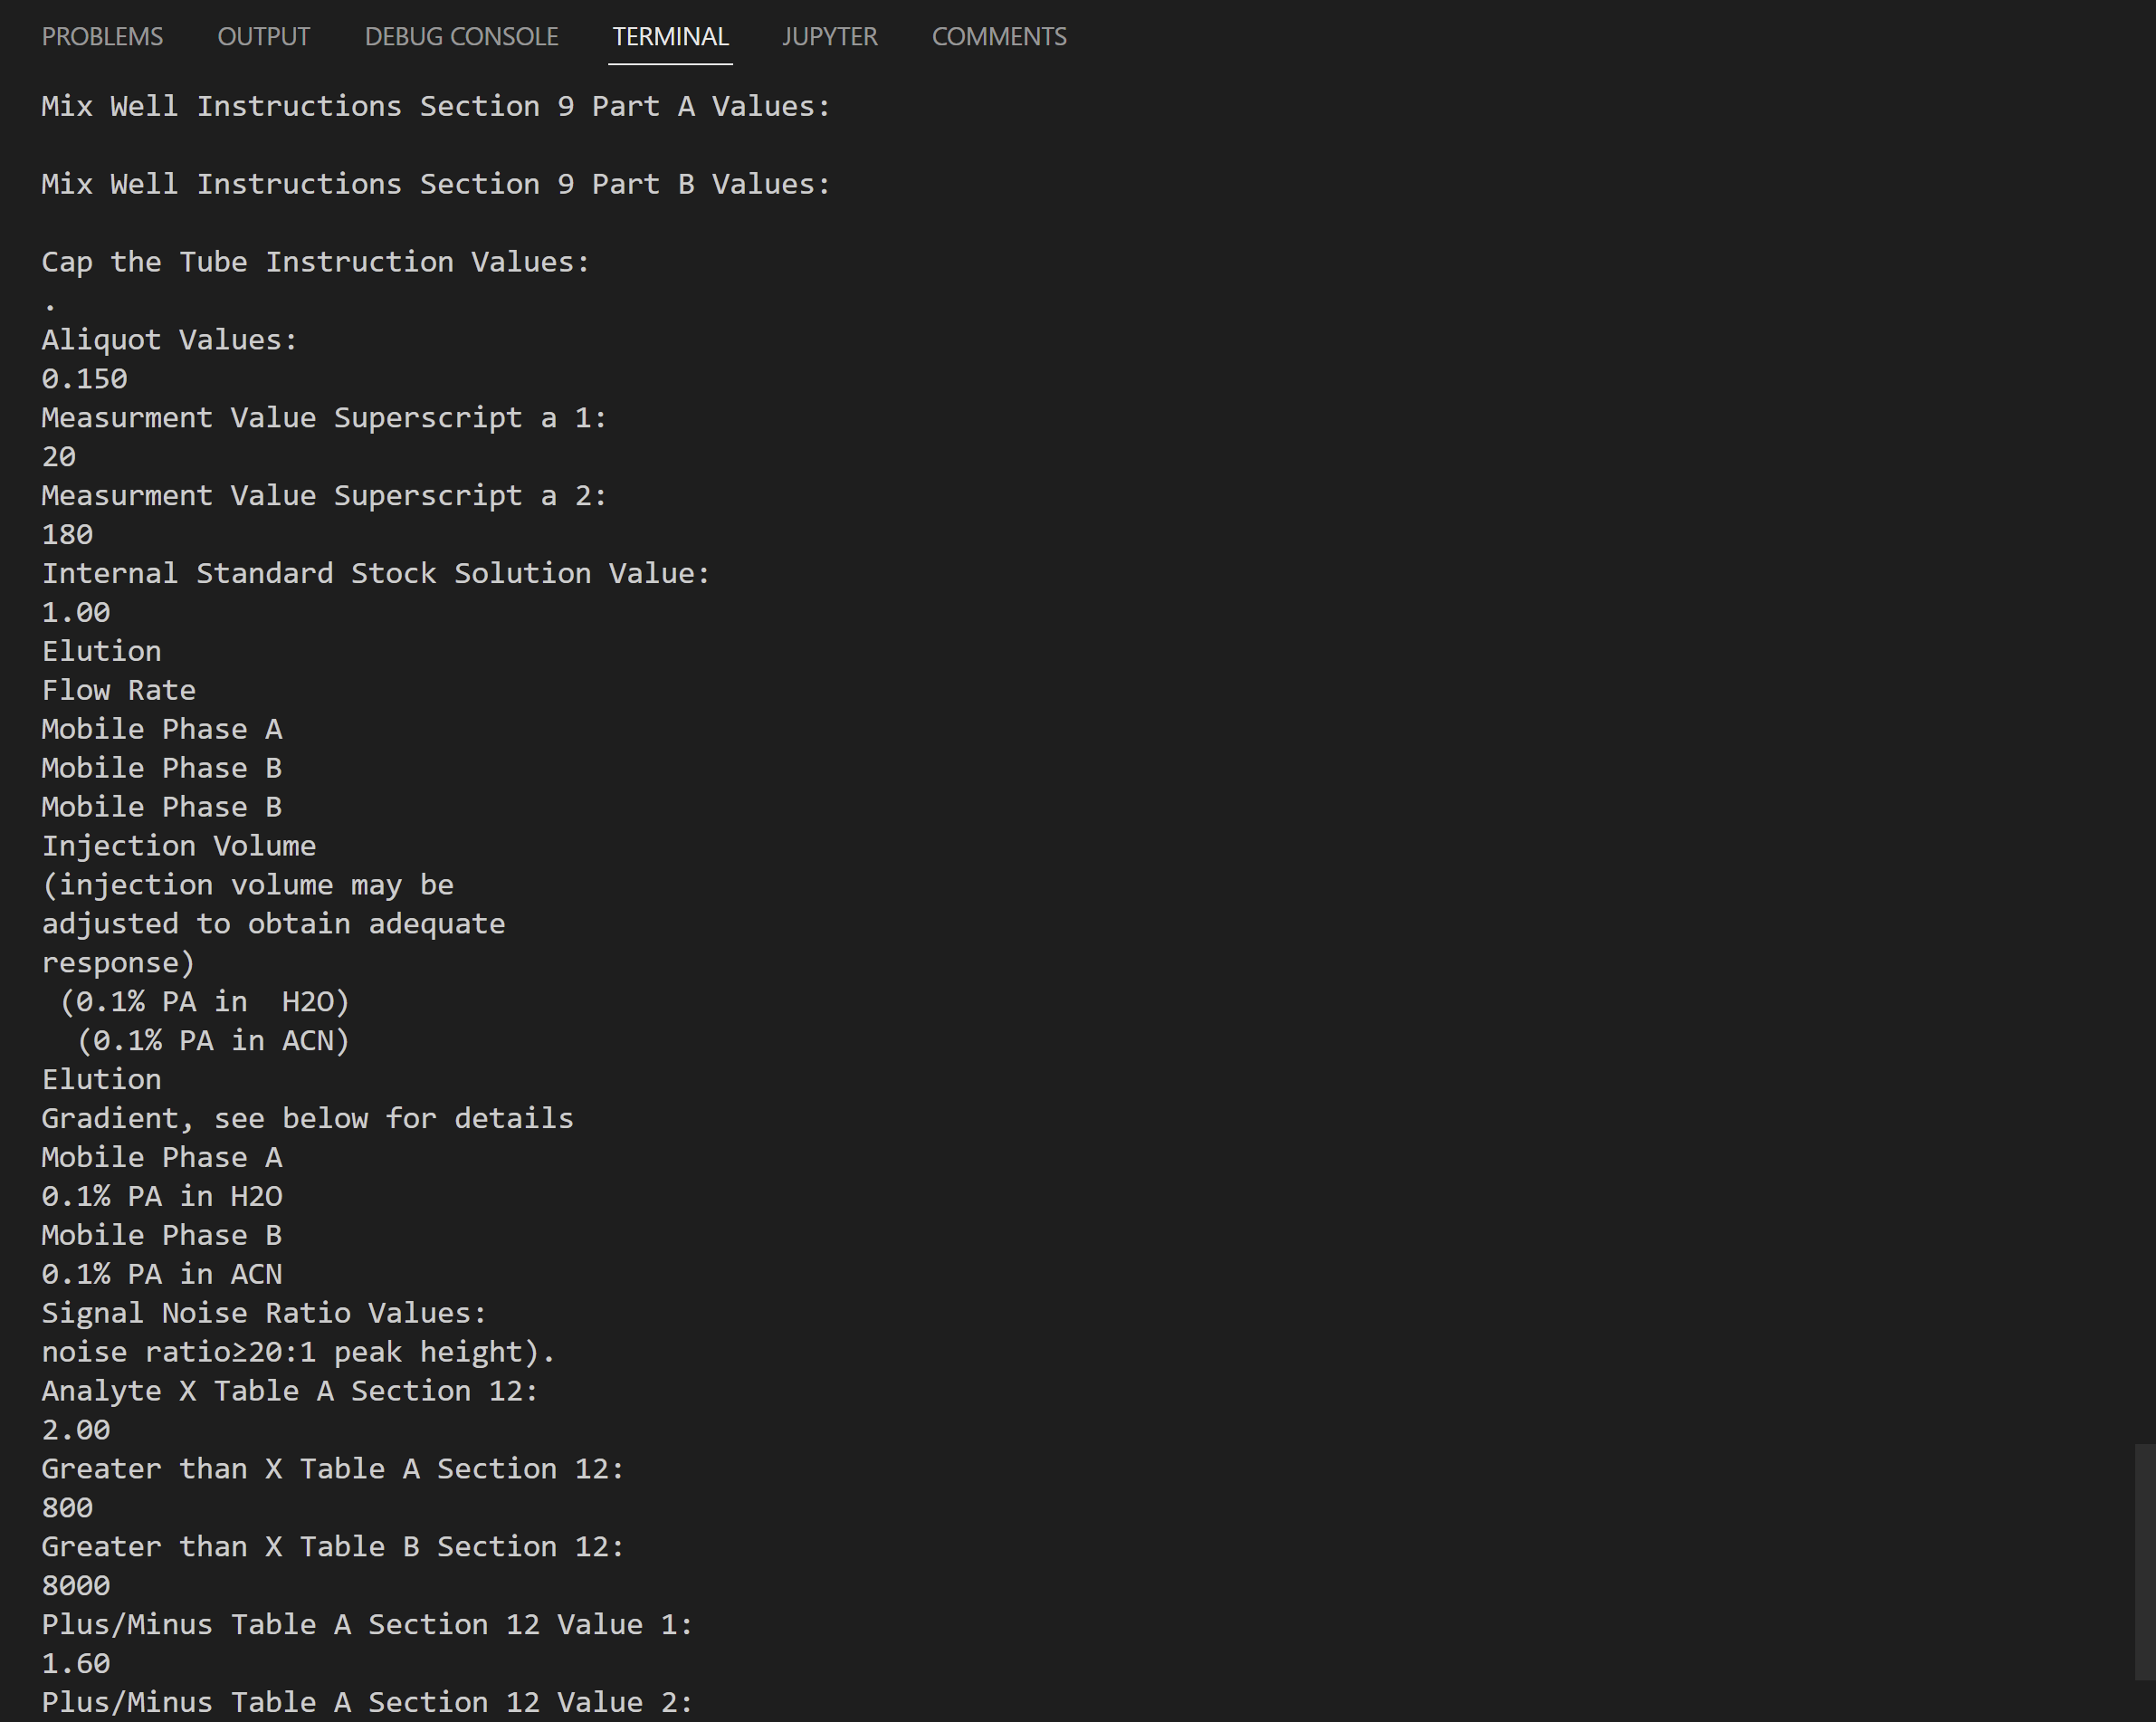 PROBLEMS OUTPUT DEBUG CONSOLE TERMINAL JUPYTER COMMENTS
Mix Well Instructions Section 9 Part A Values:
Mix Well Instructions Section 9 Part B Values:
Cap the Tube Instruction Values:
.
Aliquot Values:
0.150
Measurment Value Superscript a 1:
20
Measurment Value Superscript a 2:
180
Internal Standard Stock Solution Value:
1.00
Elution
Flow Rate
Mobile Phase A
Mobile Phase B
Mobile Phase B
Injection Volume
(injection volume may be
adjusted to obtain adequate
response)
(0.1% PA in  H2O)
(0.1% PA in ACN)
Elution
Gradient, see below for details
Mobile Phase A
0.1% PA in H2O
Mobile Phase B
0.1% PA in ACN
Signal Noise Ratio Values:
noise ratio≥20:1 peak height).
Analyte X Table A Section 12:
2.00
Greater than X Table A Section 12:
800
Greater than X Table B Section 12:
8000
Plus/Minus Table A Section 12 Value 1:
1.60
Plus/Minus Table A Section 12 Value 2: